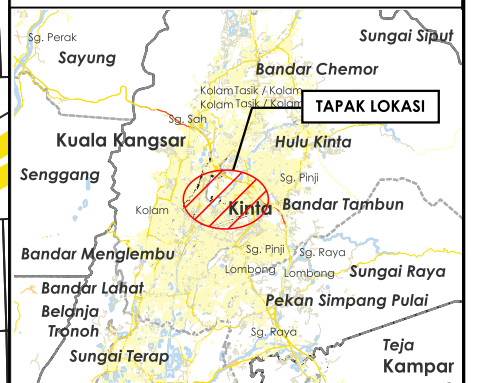 Sg. Perak
Sungai Siput
Sayung
Bandar Chemor
KolamTasik / Kolam
Kolam Tasik / Kolam
TAPAK LOKASI
Sg. Sah
Kuala Kangsar
Hulu Kinta
Senggang
Sg. Pinji
Kolam
Kinta
Bandar Tambun
Bandar Menglembu
Sg. Pinji
Sg. Raya
Lombong
Lombong
Sungai Raya
Bandar Lahat
Pekan Simpang Pulai
Belanja
Tronoh
Sg. Raya
Teja
Sungai Terap
Kampar